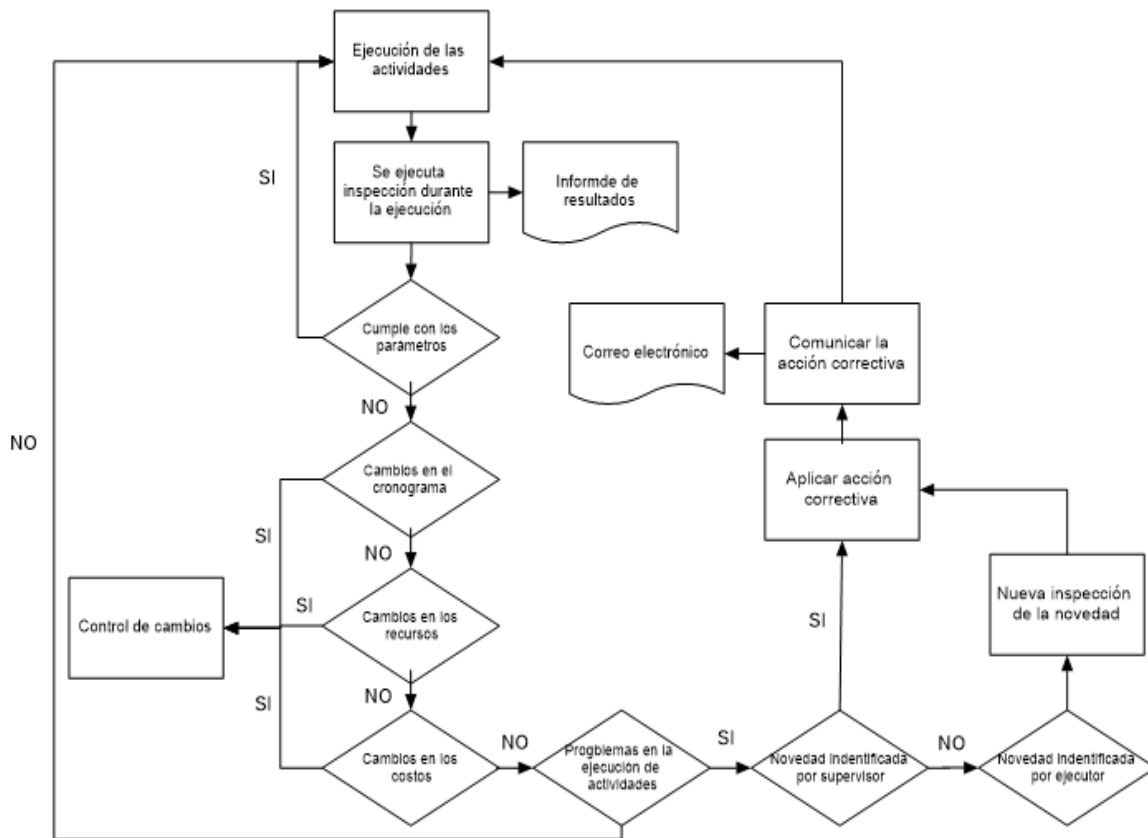 Ejecución de las
actividades
Se ejecuta
inspección durante
la ejecución
Informde de
resultados
SI
Cumple con los
parámetros
NO
Correo electrónico
Comunicar la
acción correctiva
NO
Cambios en el
cronograma
Aplicar acción
correctiva
SI
NO
Control de cambios
SI
Cambios en los
recursos
SI
Nueva inspección
de la novedad
SI
NO
Cambios en los
costos
NO
Progblemas en la
ejecución de
actividades
SI
Novedad indentificada
por supervisor
NO
Novedad indentificada
por ejecutor